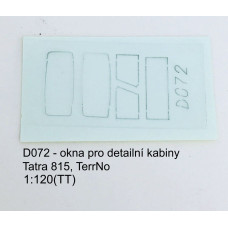 D072
D072 - okna pro detailní kabiny
Tatra 815, TerrNo
1:120(TT)